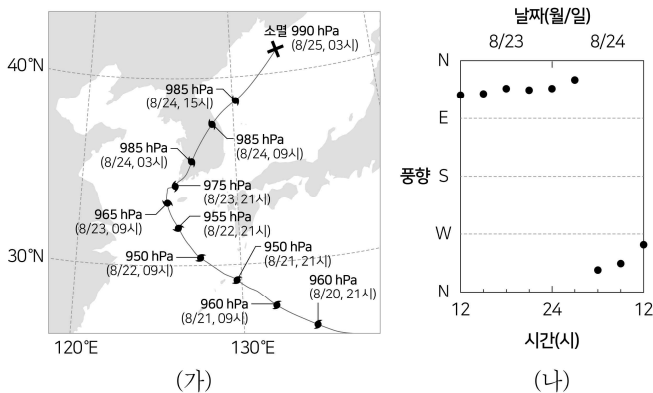 소멸 990 hPa
(8/25, 03시)
40°N
985 hPa
(8/24, 15시)
985 hPa
(8/24, 09시)
985 hPa
(8/24, 03시)
975 hPa
(8/23, 21시)
965 hPa
(8/23, 09시)
955 hPa
(8/22, 21시)
30°N
950 hPa
(8/22, 09시)
950 hPa
(8/21, 21시)
960 hPa
(8/20, 21시)
960 hPa
(8/21, 09시)
120°E
130°E
(가)
날짜(월/일)
8/23
8/24
N
E
풍향 S
W
N
12
24
12
시간(시)
(나)